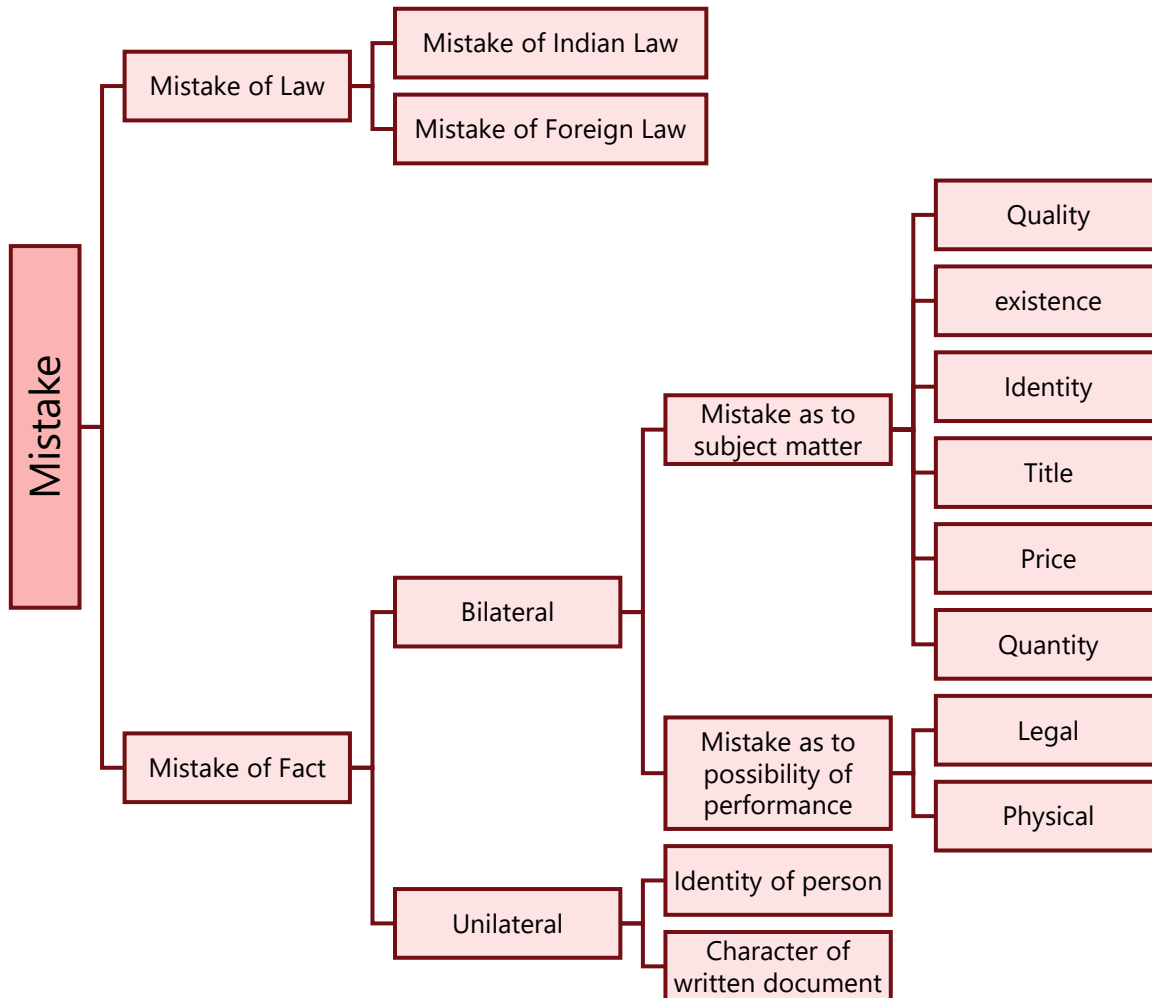 Mistake
Mistake of Law
Mistake of Indian Law
Mistake of Foreign Law
Mistake of Fact
Bilateral
Mistake as to
subject matter
Quality
existence
Identity
Title
Price
Quantity
Mistake as to
possibility of
performance
Legal
Physical
Unilateral
Identity of person
Character of
written document